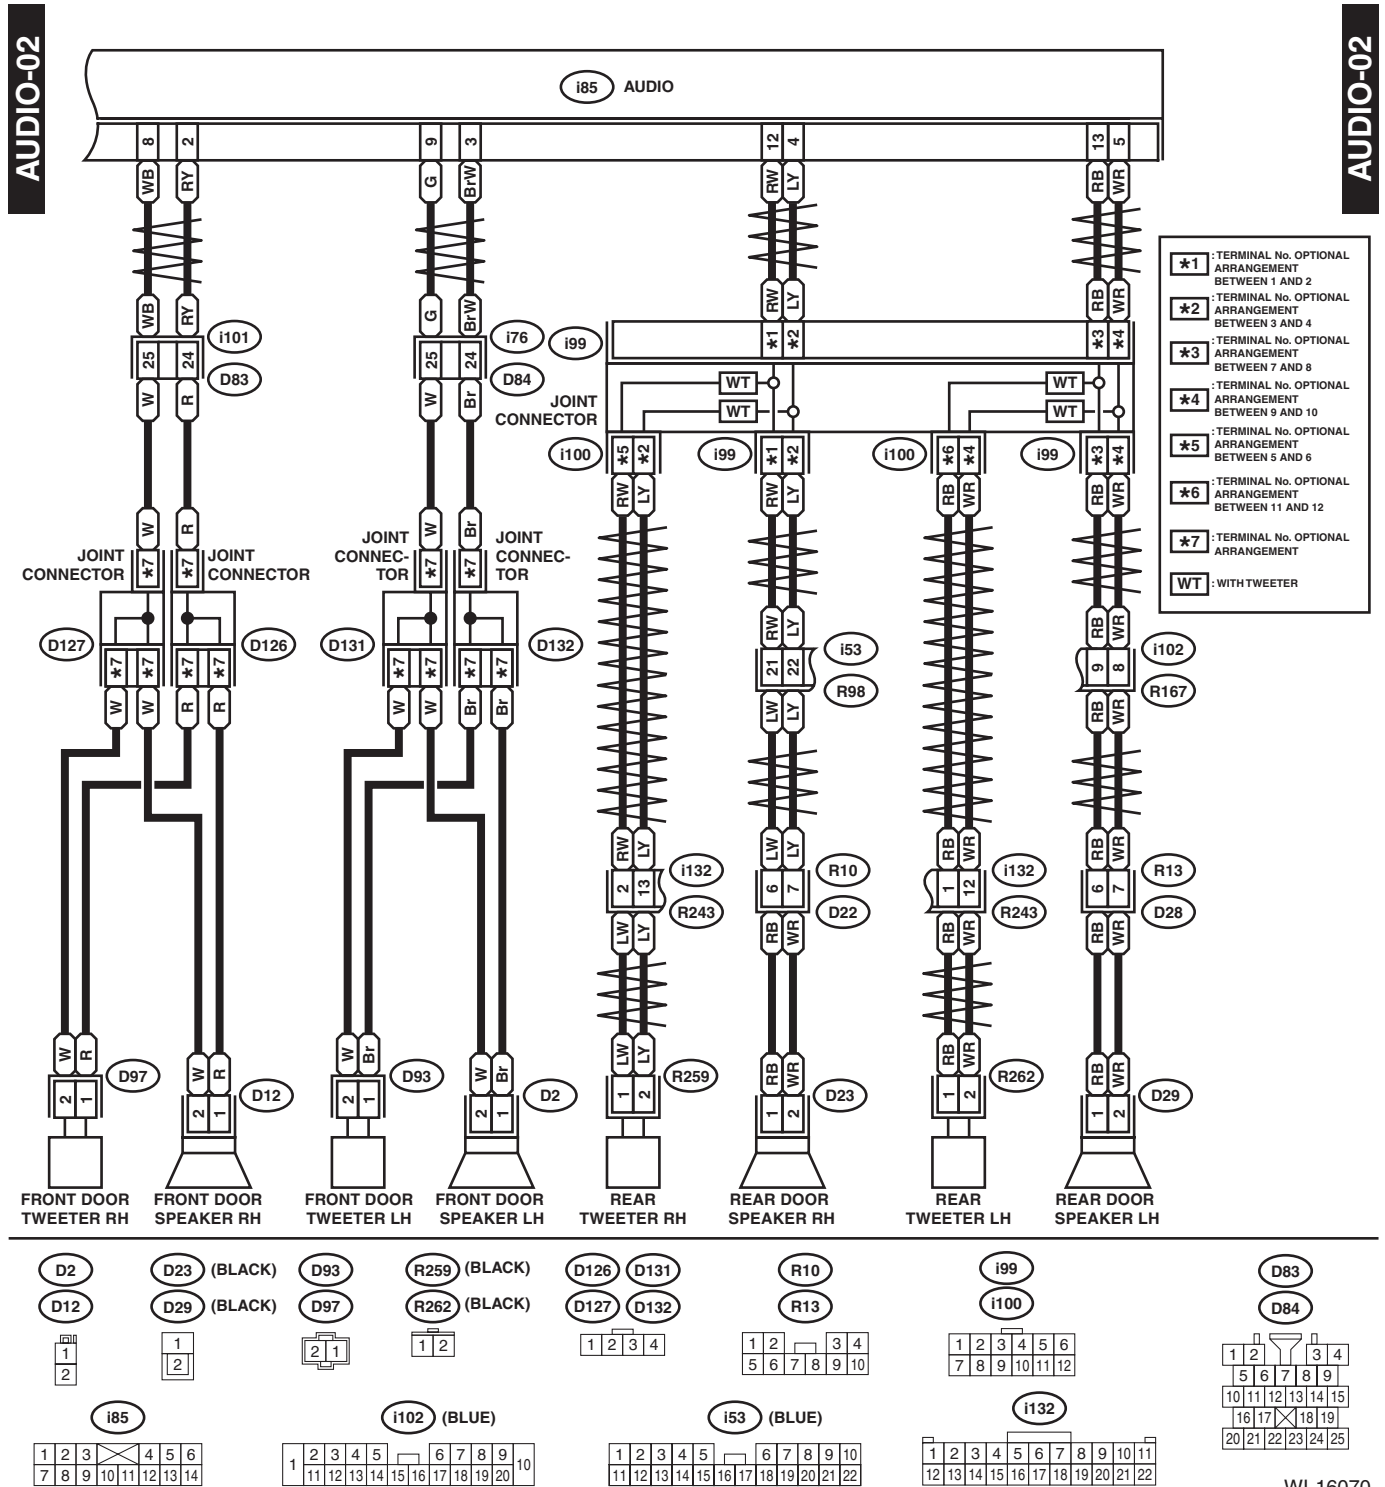 AUDIO-02
AUDIO-02
i85 AUDIO
8 2 9 3 12 4 13 5
WB RY G BrW RW LY RB WR
WB RY G BrW RW LY RB WR
*1 : TERMINAL No. OPTIONAL
ARRANGEMENT
BETWEEN 1 AND 2
*2 : TERMINAL No. OPTIONAL
ARRANGEMENT
BETWEEN 3 AND 4
*3 : TERMINAL No. OPTIONAL
ARRANGEMENT
BETWEEN 7 AND 8
*4 : TERMINAL No. OPTIONAL
ARRANGEMENT
BETWEEN 9 AND 10
*5 : TERMINAL No. OPTIONAL
ARRANGEMENT
BETWEEN 5 AND 6
*6 : TERMINAL No. OPTIONAL
ARRANGEMENT
BETWEEN 11 AND 12
*7 : TERMINAL No. OPTIONAL
ARRANGEMENT
WT : WITH TWEETER
i101 i76 i99 *1 *2 *3 *4
25 24 25 24
D83 D84
WT WT
JOINT
CONNECTOR
WT WT
W R W Br
i100 *5 *2 i99 *1 *2 i100 *6 *4 i99 *3 *4
RW LY RW LY RB WR RB WR
W R W Br
JOINT
CONNECTOR
*7 *7
JOINT
CONNECTOR
JOINT
CONNEC-
TOR
*7 *7
JOINT
CONNEC-
TOR
RW LY RB WR
D127 *7 *7 *7 *7 D126 D131 *7 *7 *7 *7 D132
21 22 i53 R98 9 8 i102 R167
W W R R W W Br Br LW LY RB WR
RW LY LW LY RB WR RB WR
2 13 i132 R243 6 7 R10 D22 1 12 i132 R243 6 7 R13 D28
LW LY RB WR RB WR RB WR
W R W Br LW LY RB WR
W R W Br RB WR RB WR
2 1 D97 2 1 D12 2 1 D93 2 1 D2 1 2 R259 1 2 D23 1 2 R262 1 2 D29
FRONT DOOR
TWEETER RH
FRONT DOOR
SPEAKER RH
FRONT DOOR
TWEETER LH
FRONT DOOR
SPEAKER LH
REAR
TWEETER RH
REAR DOOR
SPEAKER RH
REAR
TWEETER LH
REAR DOOR
SPEAKER LH
D2 D23 (BLACK) D93 R259 (BLACK) D126 D131 R10 i99 D83
D12 D29 (BLACK) D97 R262 (BLACK) D127 D132 R13 i100 D84
1
2
1
2
2 1
1 2
1 2 3 4
1 2 3 4
5 6 7 8 9 10
1 2 3 4 5 6
7 8 9 10 11 12
1 2 3 4
5 6 7 8 9
10 11 12 13 14 15
16 17 18 19
20 21 22 23 24 25
i85
1 2 3 4 5 6
7 8 9 10 11 12 13 14
i102 (BLUE)
1 2 3 4 5 6 7 8 9 10
11 12 13 14 15 16 17 18 19 20
i53 (BLUE)
1 2 3 4 5 6 7 8 9 10
11 12 13 14 15 16 17 18 19 20 21 22
i132
1 2 3 4 5 6 7 8 9 10 11
12 13 14 15 16 17 18 19 20 21 22
WI-16070